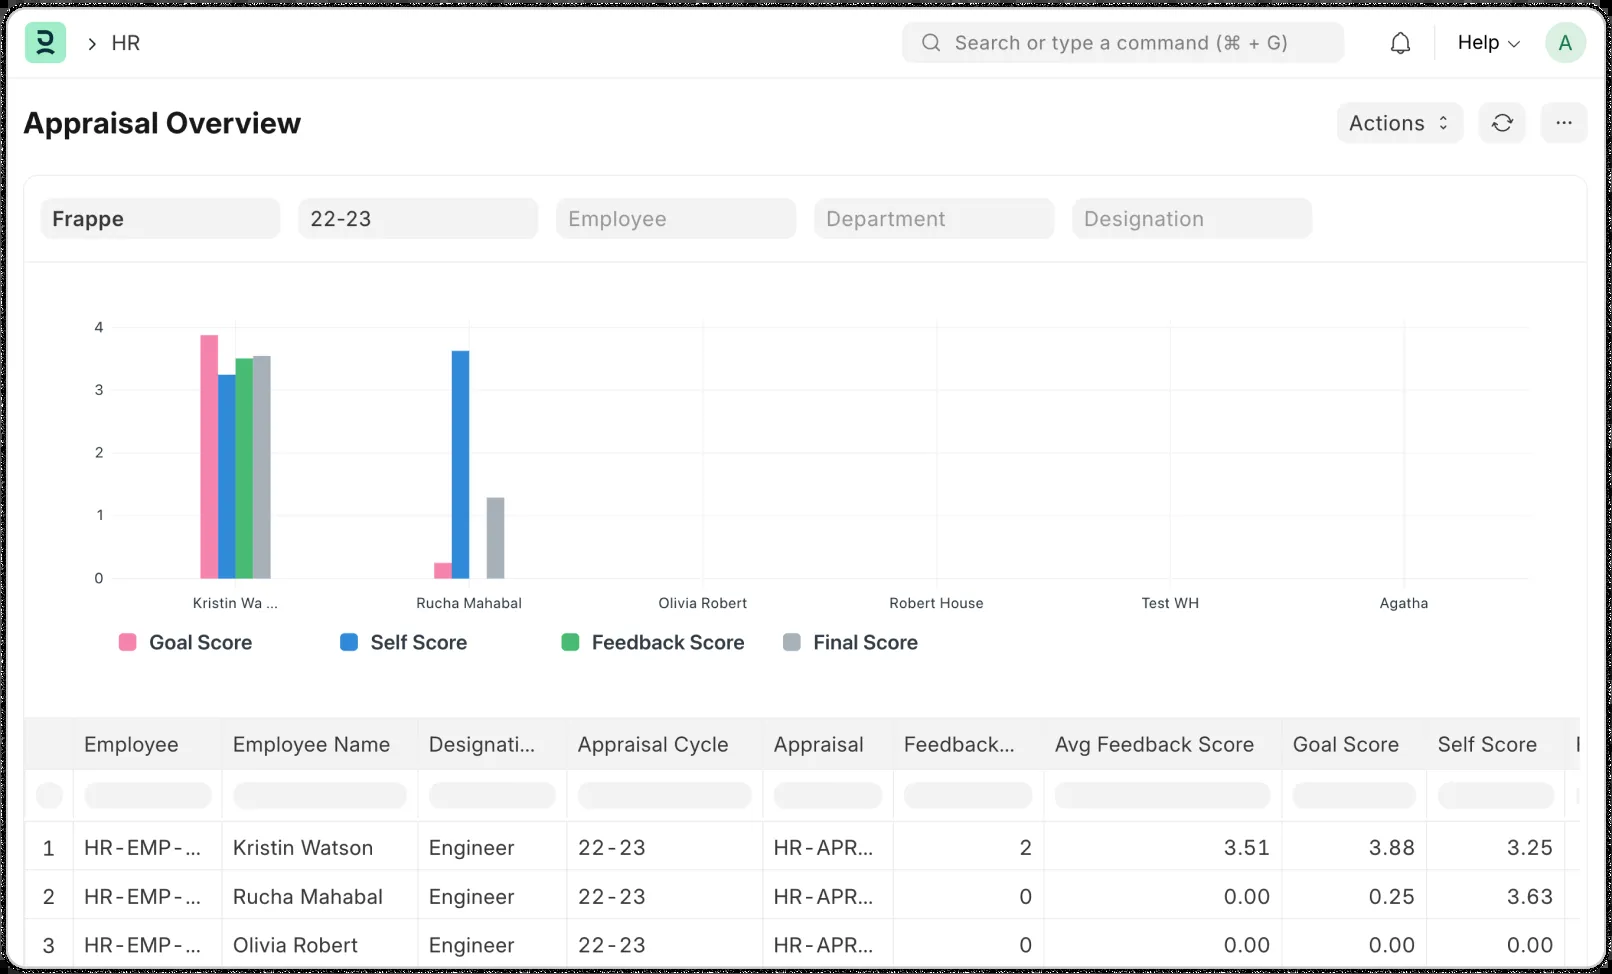 HR
Search or type a command (⌘ + G)
Help
A
Appraisal Overview
Actions
Frappe
22-23
Employee
Department
Designation
4
3
2
1
0
Kristin Wa ...
Rucha Mahabal
Olivia Robert
Robert House
Test WH
Agatha
Goal Score
Self Score
Feedback Score
Final Score
Employee Employee Name Designati... Appraisal Cycle Appraisal Feedback... Avg Feedback Score Goal Score Self Score
1 HR-EMP-... Kristin Watson Engineer 22-23 HR-APR... 2 3.51 3.88 3.25
2 HR-EMP-... Rucha Mahabal Engineer 22-23 HR-APR... 0 0.00 0.25 3.63
3 HR-EMP-... Olivia Robert Engineer 22-23 HR-APR... 0 0.00 0.00 0.00